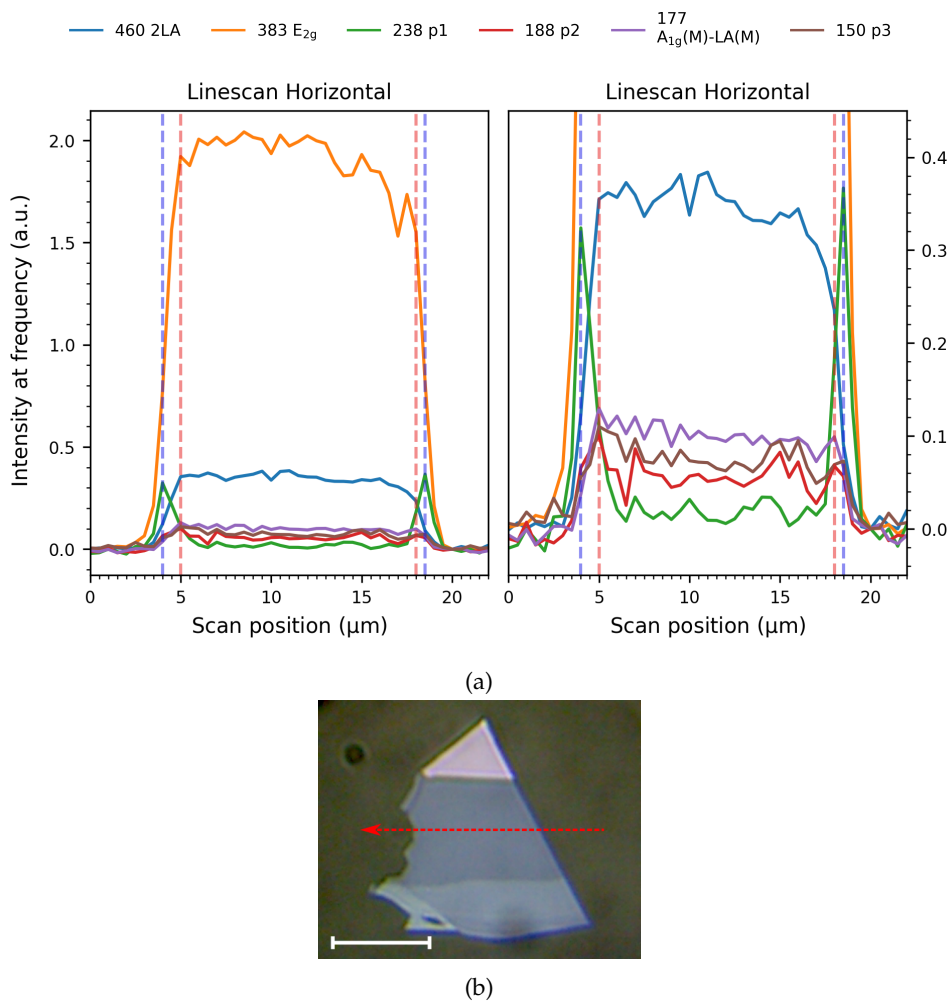 460 2LA
383 E₂g
238 p1
188 p2
177
A₁g(M)-LA(M)
150 p3
Linescan Horizontal
Linescan Horizontal
Intensity at frequency (a.u.)
2.0
1.5
1.0
0.5
0.0
0 5 10 15 20
Scan position (µm)
0.4
0.3
0.2
0.1
0.0
0 5 10 15 20
Scan position (µm)
(a)
(b)